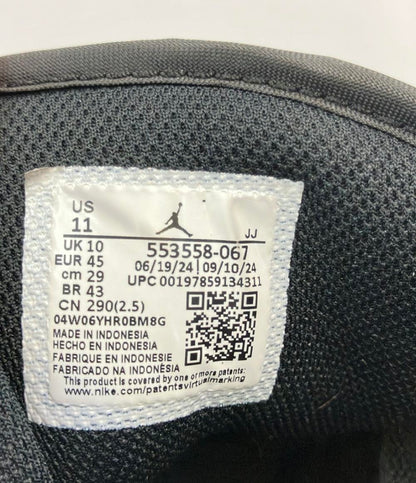 US
11
JJ
UK 10
553558-067
EUR 45
06/19/24 | 09/10/24
cm 29
UPC 00197859134311
BR 43
CN 290(2.5)
04W06YHR0BM8G
MADE IN INDONESIA
HECHO EN INDONESIA
FABRIQUE EN INDONESIE
FABRICADO NA INDONÉSIA
This product is covered by one or more patents:
www.nike.com/patentsvirtualmarking